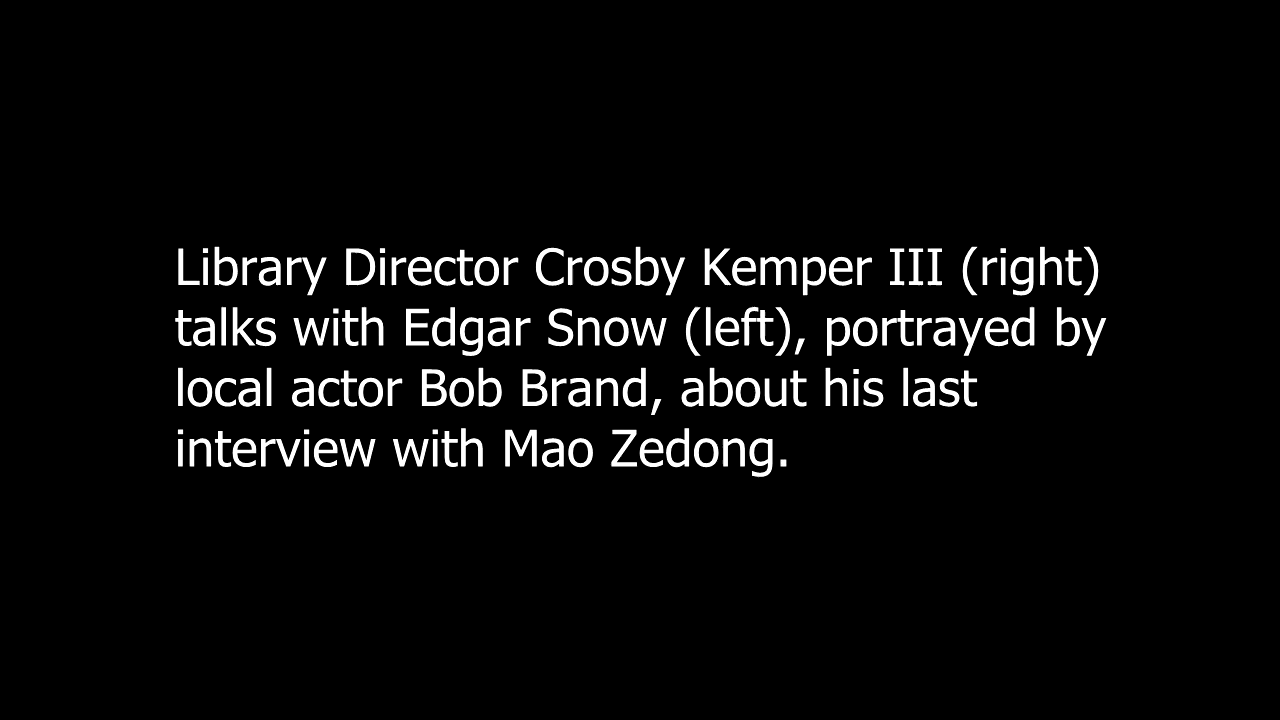 Library Director Crosby Kemper III (right)
talks with Edgar Snow (left), portrayed by
local actor Bob Brand, about his last
interview with Mao Zedong.